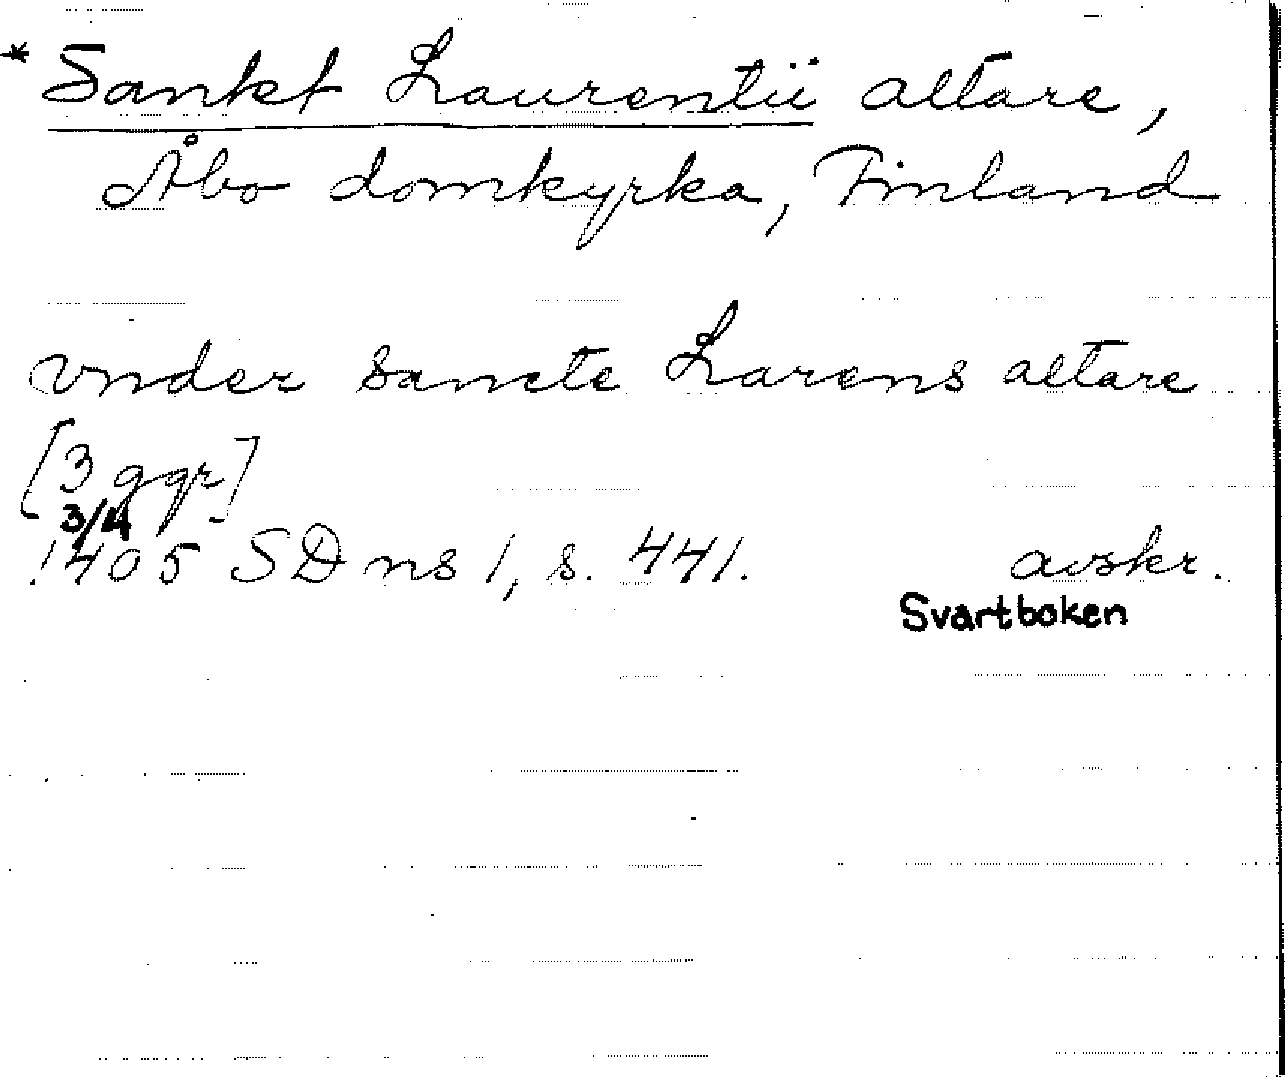 * Sankt Laurentii altare,
Åbo domkyrka, Finland
vnder sancte Larens altare
[3 ggr]
3/4
1405 SD ns 1, s. 441. avskr.
Svartboken